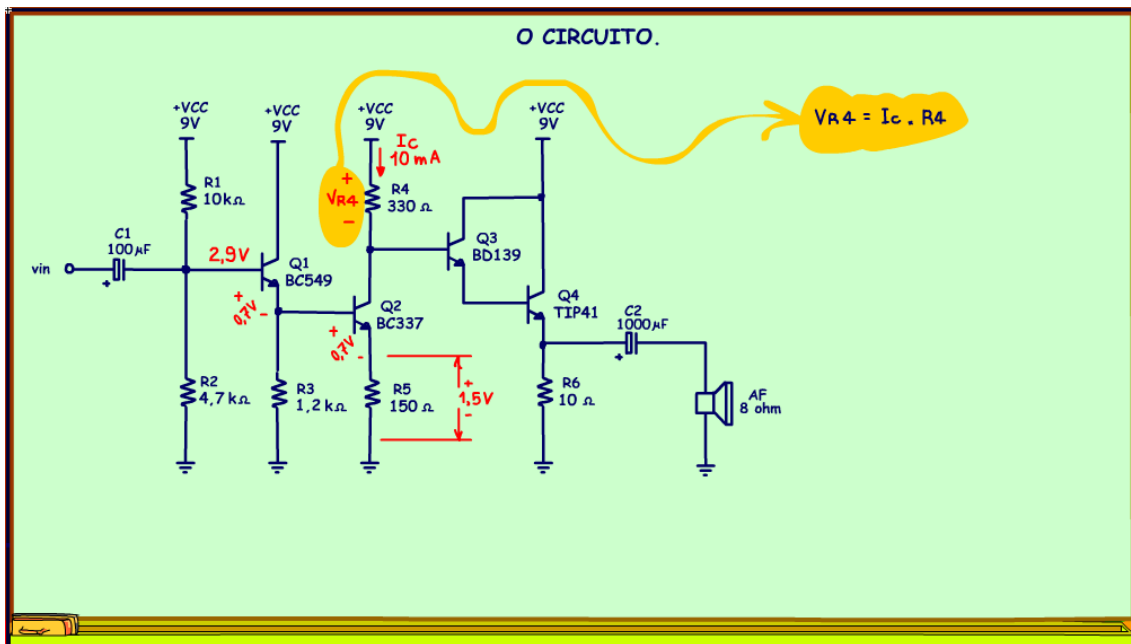 O CIRCUITO.
VR4 = Ic . R4
+VCC
9V
+VCC
9V
+VCC
9V
+VCC
9V
Ic
10 mA
R1
10kΩ
+
VR4
-
R4
330 Ω
C1
100µF
vin
+
2,9V
Q1
BC549
Q3
BD139
+
0,7V
-
Q2
BC337
+
0,7V
-
Q4
TIP41
C2
1000µF
+
R2
4,7 kΩ
R3
1,2 kΩ
R5
150 Ω
+
1,5V
-
R6
10 Ω
AF
8 ohm